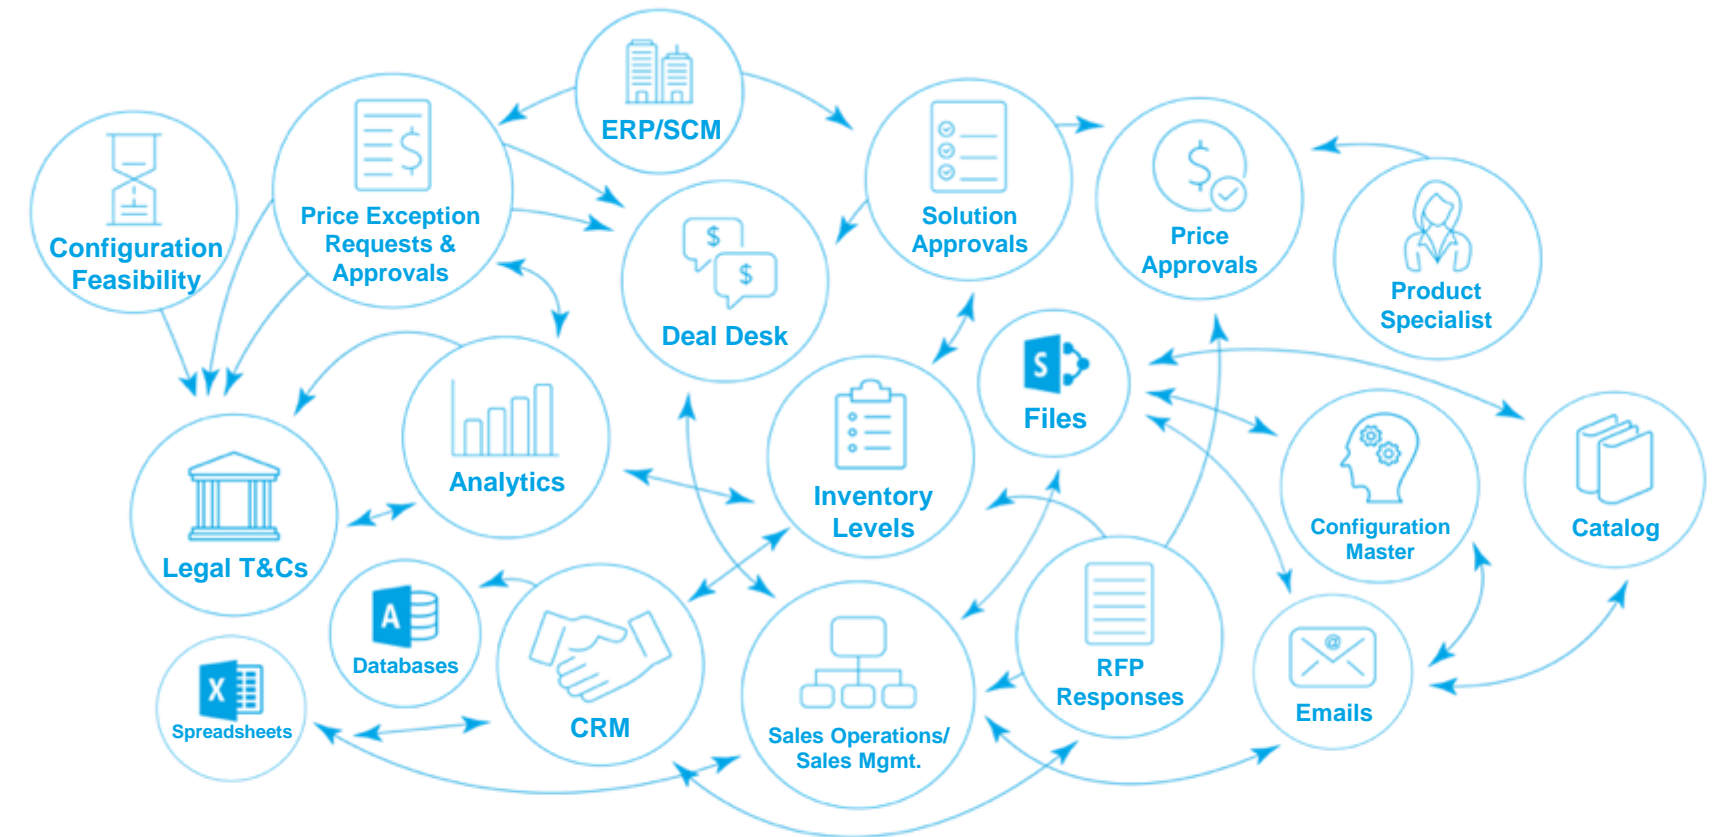 ERP/SCM
Configuration
Feasibility
$
Price Exception
Requests &
Approvals
$
$
Deal Desk
Solution
Approvals
$
Price
Approvals
Product
Specialist
Analytics
Legal T&Cs
Inventory
Levels
S
Files
Configuration
Master
Catalog
A
Databases
X
Spreadsheets
CRM
Sales Operations/
Sales Mgmt.
RFP
Responses
@
Emails